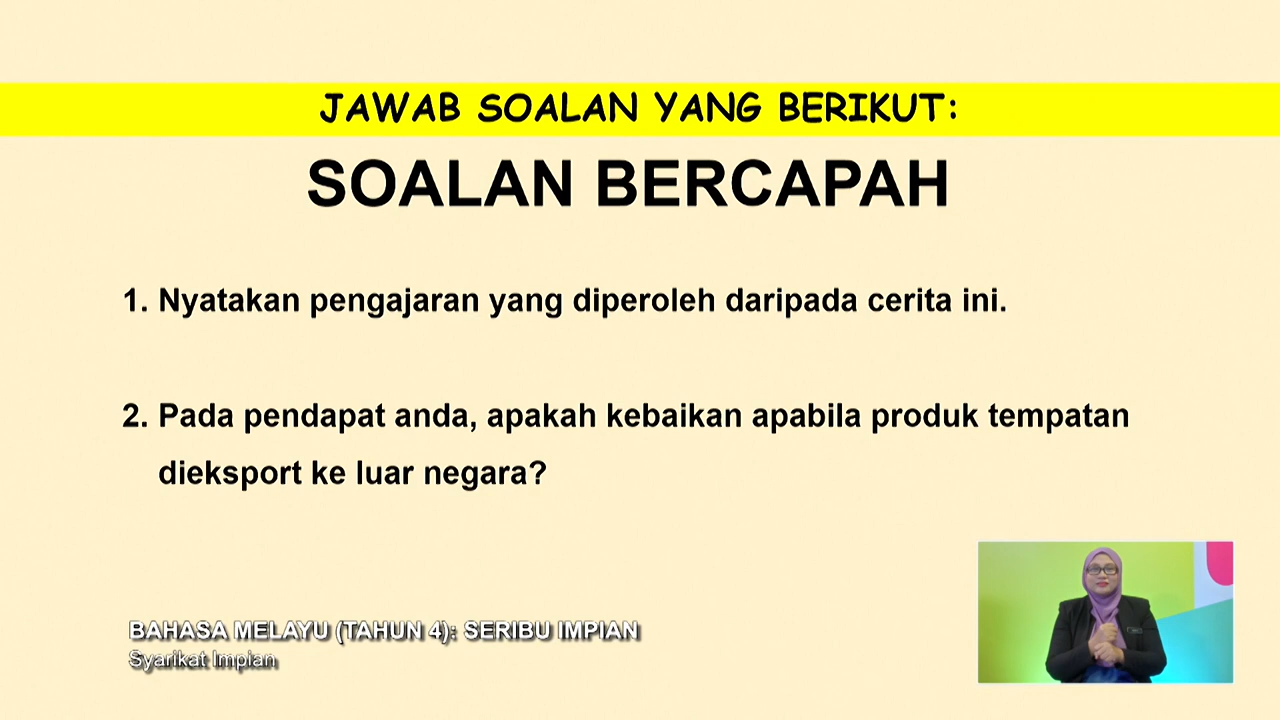 JAWAB SOALAN YANG BERIKUT:
SOALAN BERCAPAH
1. Nyatakan pengajaran yang diperoleh daripada cerita ini.
2. Pada pendapat anda, apakah kebaikan apabila produk tempatan
dieksport ke luar negara?
BAHASA MELAYU (TAHUN 4): SERIBU IMPIAN
Syarikat Impian